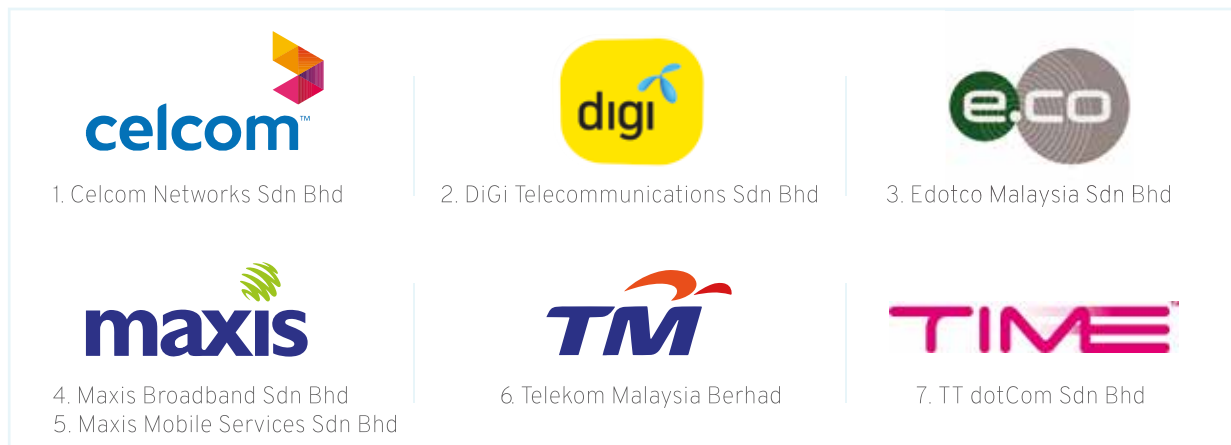 celcom™
digi
e.co
1. Celcom Networks Sdn Bhd
2. DiGi Telecommunications Sdn Bhd
3. Edotco Malaysia Sdn Bhd
maxis
TM
TIME
4. Maxis Broadband Sdn Bhd
5. Maxis Mobile Services Sdn Bhd
6. Telekom Malaysia Berhad
7. TT dotCom Sdn Bhd